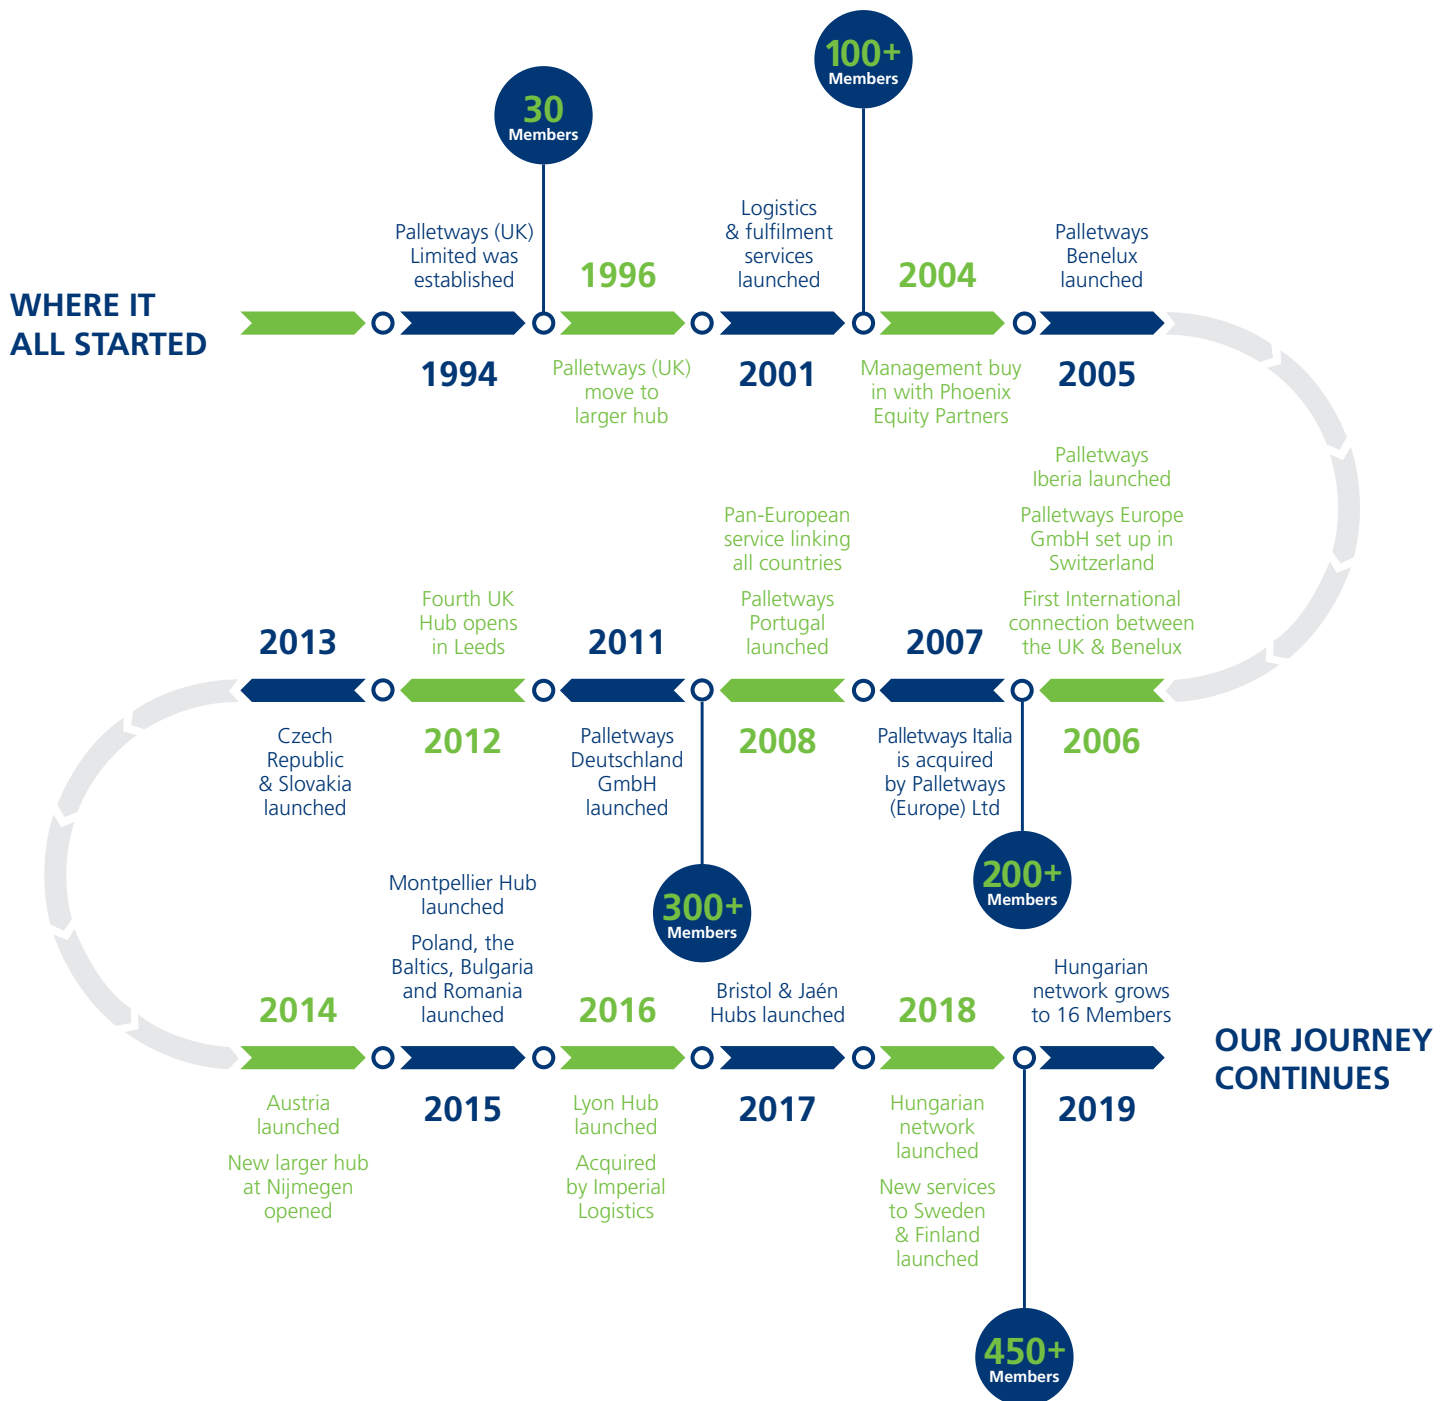 WHERE IT
ALL STARTED
Palletways (UK)
Limited was
established
1994
30
Members
1996
Palletways (UK)
move to
larger hub
Logistics
& fulfilment
services
launched
2001
100+
Members
2004
Management buy
in with Phoenix
Equity Partners
Palletways
Benelux
launched
2005
Palletways
Iberia launched
Palletways Europe
GmbH set up in
Switzerland
First International
connection between
the UK & Benelux
2006
200+
Members
2007
Palletways Italia
is acquired
by Palletways
(Europe) Ltd
Pan-European
service linking
all countries
Palletways
Portugal
launched
2008
300+
Members
2011
Palletways
Deutschland
GmbH
launched
Fourth UK
Hub opens
in Leeds
2012
2013
Czech
Republic
& Slovakia
launched
2014
Austria
launched
New larger hub
at Nijmegen
opened
Montpellier Hub
launched
Poland, the
Baltics, Bulgaria
and Romania
launched
2015
2016
Lyon Hub
launched
Acquired
by Imperial
Logistics
Bristol & Jaén
Hubs launched
2017
2018
Hungarian
network
launched
New services
to Sweden
& Finland
launched
450+
Members
Hungarian
network grows
to 16 Members
2019
OUR JOURNEY
CONTINUES